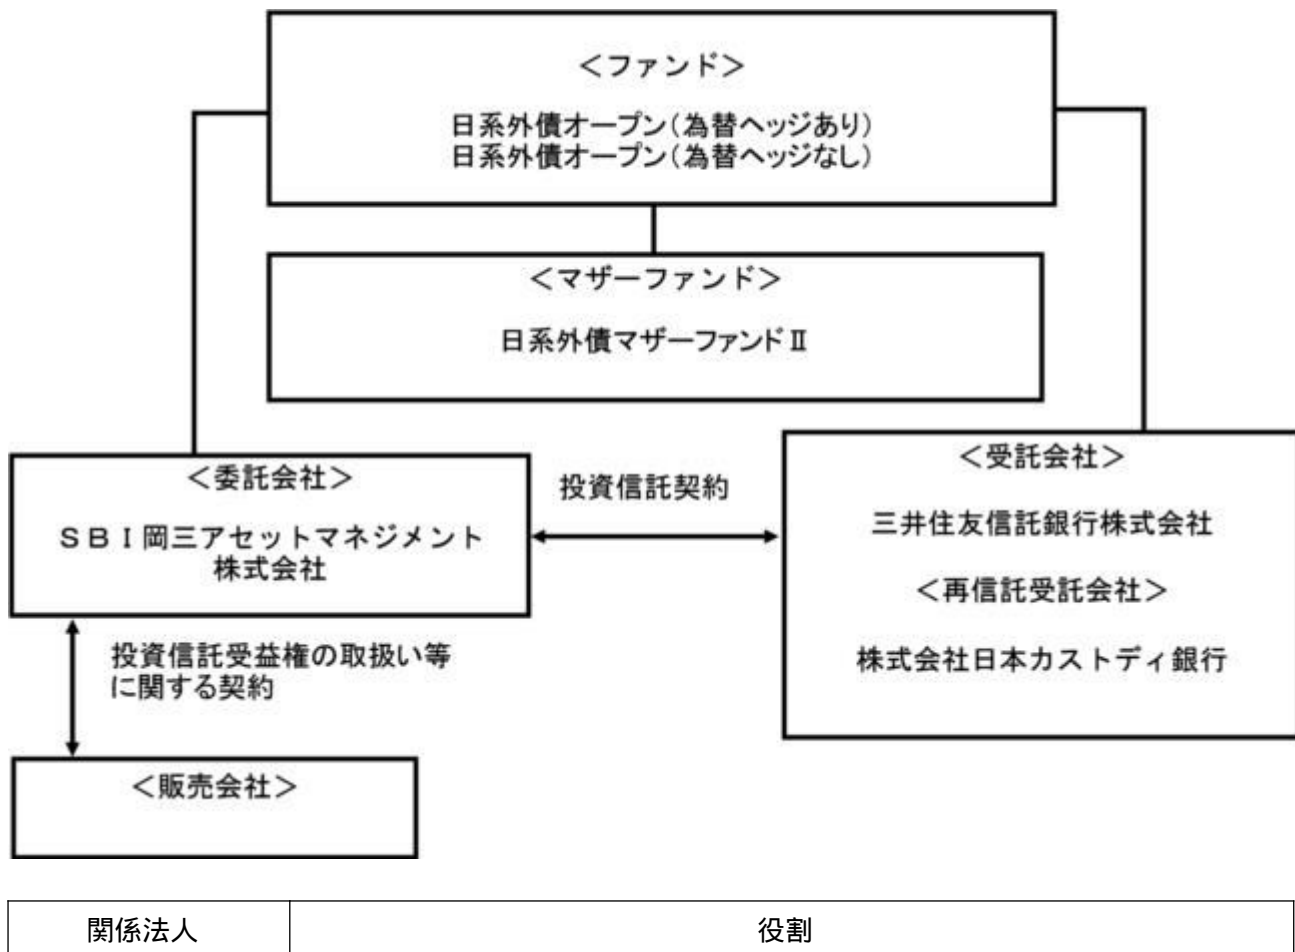 ＜ファンド＞
日系外債オープン（為替ヘッジあり）
日系外債オープン（為替ヘッジなし）
＜マザーファンド＞
日系外債マザーファンドⅡ
＜委託会社＞
ＳＢＩ岡三アセットマネジメント
株式会社
投資信託契約
＜受託会社＞
三井住友信託銀行株式会社
＜再信託受託会社＞
株式会社日本カストディ銀行
投資信託受益権の取扱い等
に関する契約
＜販売会社＞
関係法人
役割